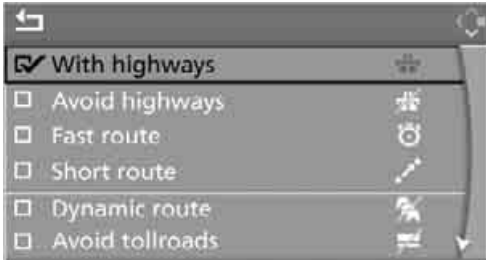 With highways
Avoid highways
Fast route
Short route
Dynamic route
Avoid tollroads